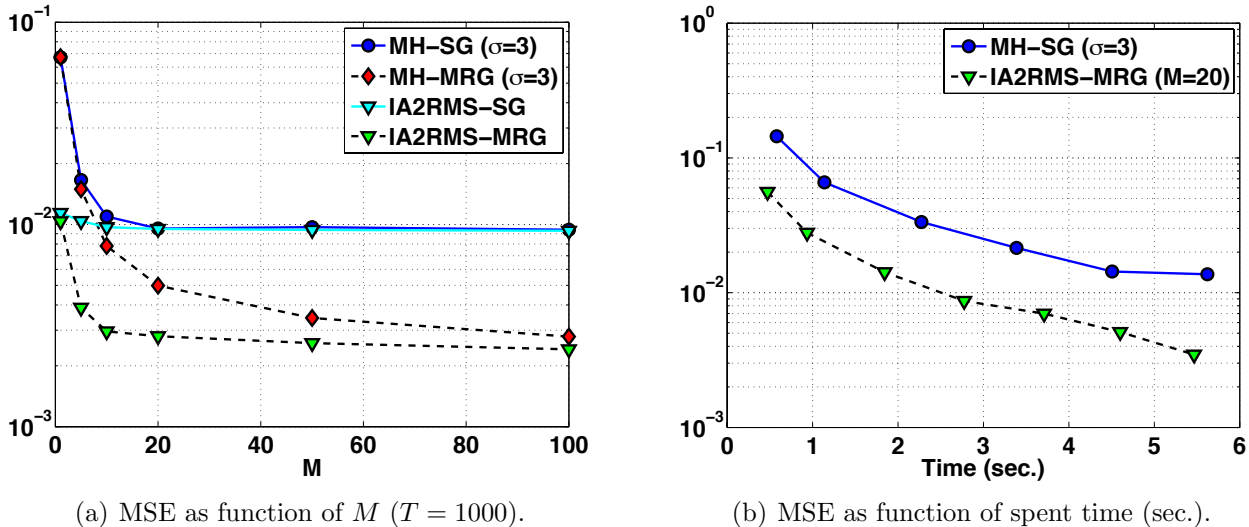 10⁻¹
10⁻²
10⁻³
0
20
40
60
80
100
M
MH−SG (σ=3)
MH−MRG (σ=3)
IA2RMS−SG
IA2RMS−MRG
(a) MSE as function of M (T = 1000).
10⁰
10⁻¹
10⁻²
10⁻³
0
1
2
3
4
5
6
Time (sec.)
MH−SG (σ=3)
IA2RMS−MRG (M=20)
(b) MSE as function of spent time (sec.).